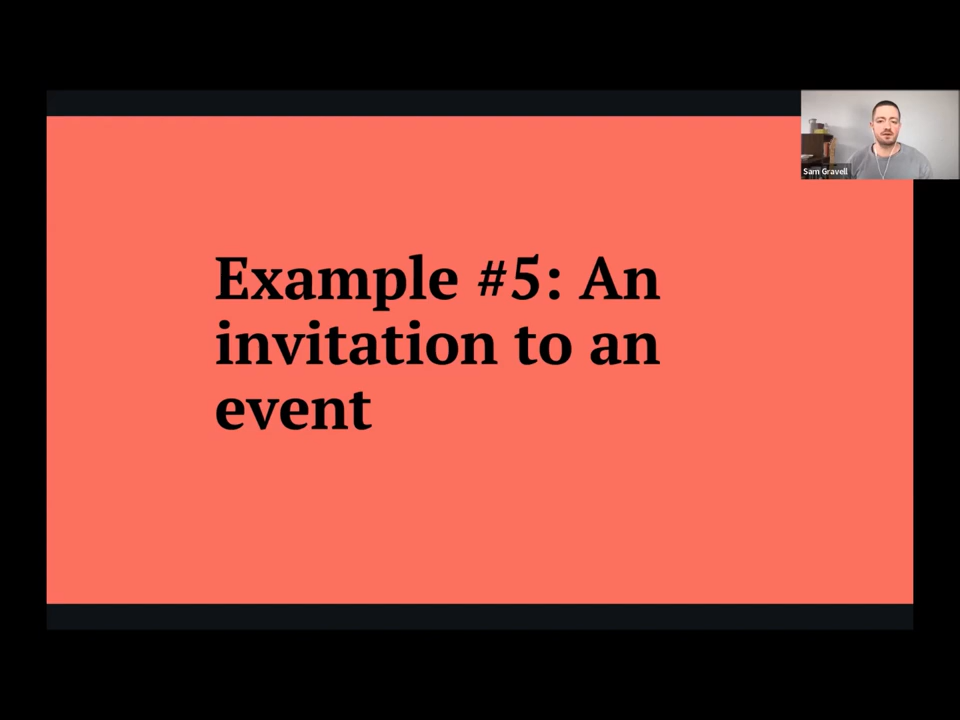 Sam Gravell
Example #5: An
invitation to an
event